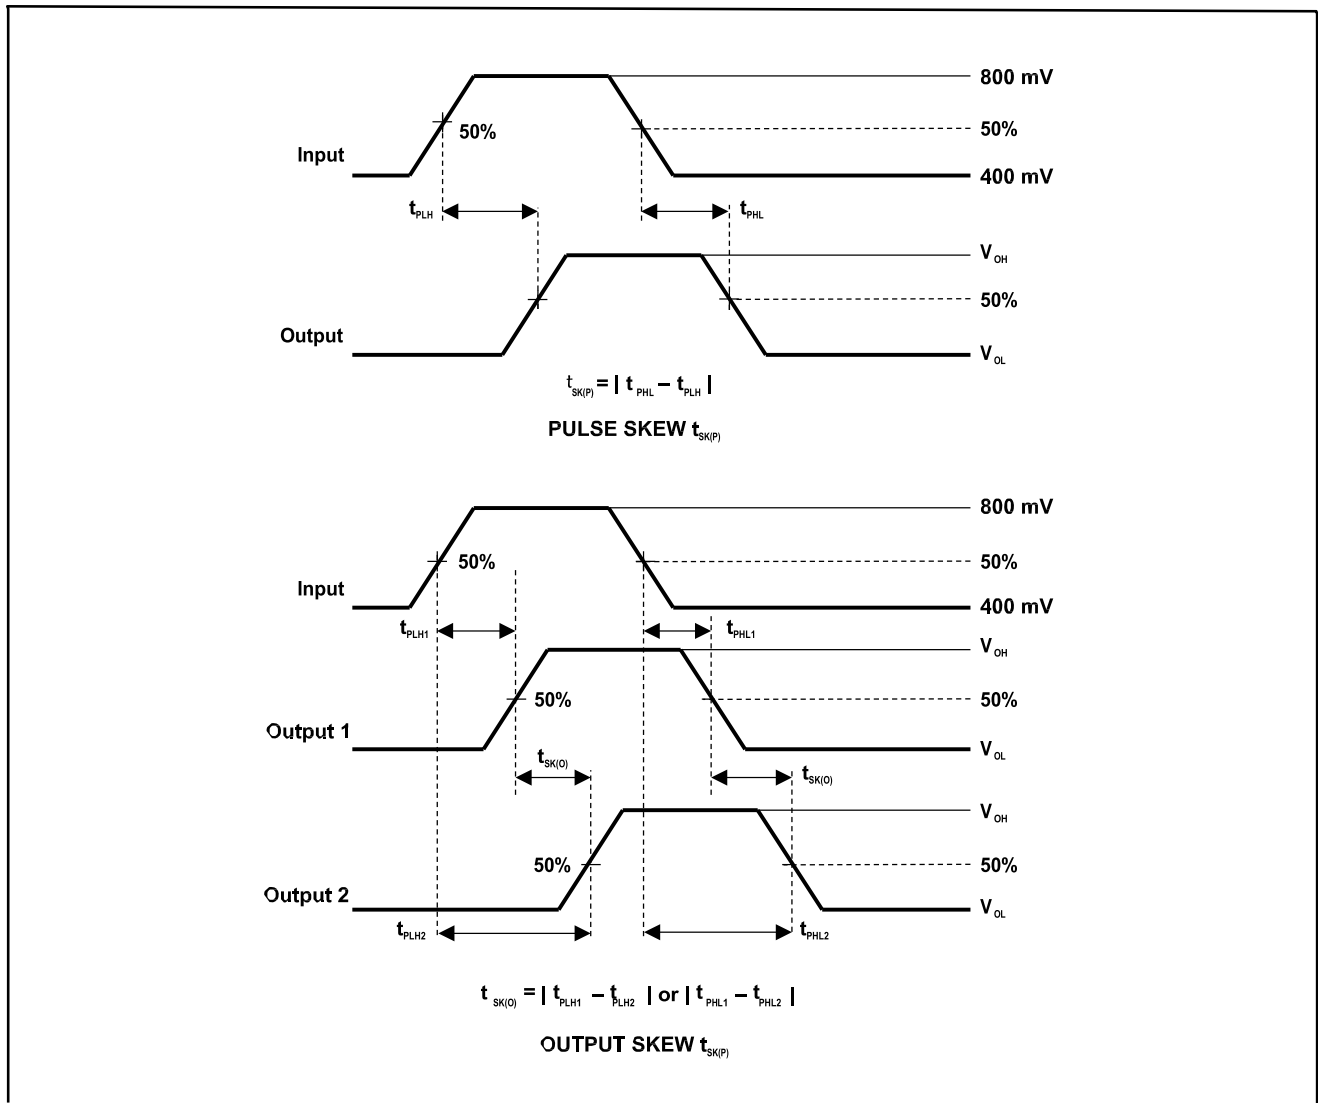 800 mV
50% 50%
Input
400 mV
tPLH tPHL
VOH
50%
Output
VOL
tSK(P) = | tPHL – tPLH |
PULSE SKEW tSK(P)
800 mV
50% 50%
Input
400 mV
tPLH1 tPHL1
VOH
50% 50%
Output 1
VOL
tSK(O) tSK(O)
VOH
50% 50%
Output 2
VOL
tPLH2 tPHL2
tSK(O) = | tPLH1 – tPLH2 | or | tPHL1 – tPHL2 |
OUTPUT SKEW tSK(P)